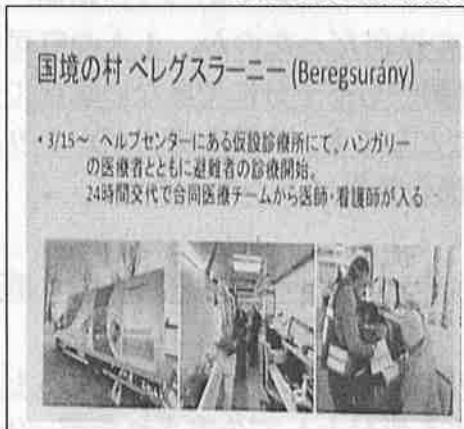 国境の村 ベレグスラーニー (Beregsurány)
・3/15～ ヘルプセンターにある仮設診療所にて、ハンガリー
の医療者とともに避難者の診療開始。
24時間交代で合同医療チームから医師・看護師が入る